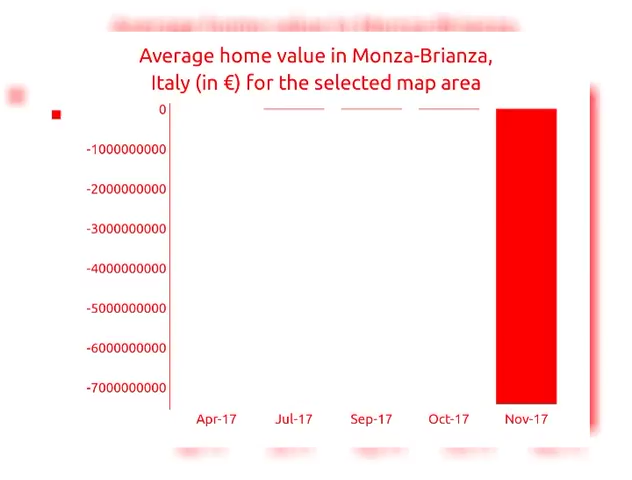 Average home value in Monza-Brianza,
Italy (in €) for the selected map area
0
-1000000000
-2000000000
-3000000000
-4000000000
-5000000000
-6000000000
-7000000000
Apr-17 Jul-17 Sep-17 Oct-17 Nov-17